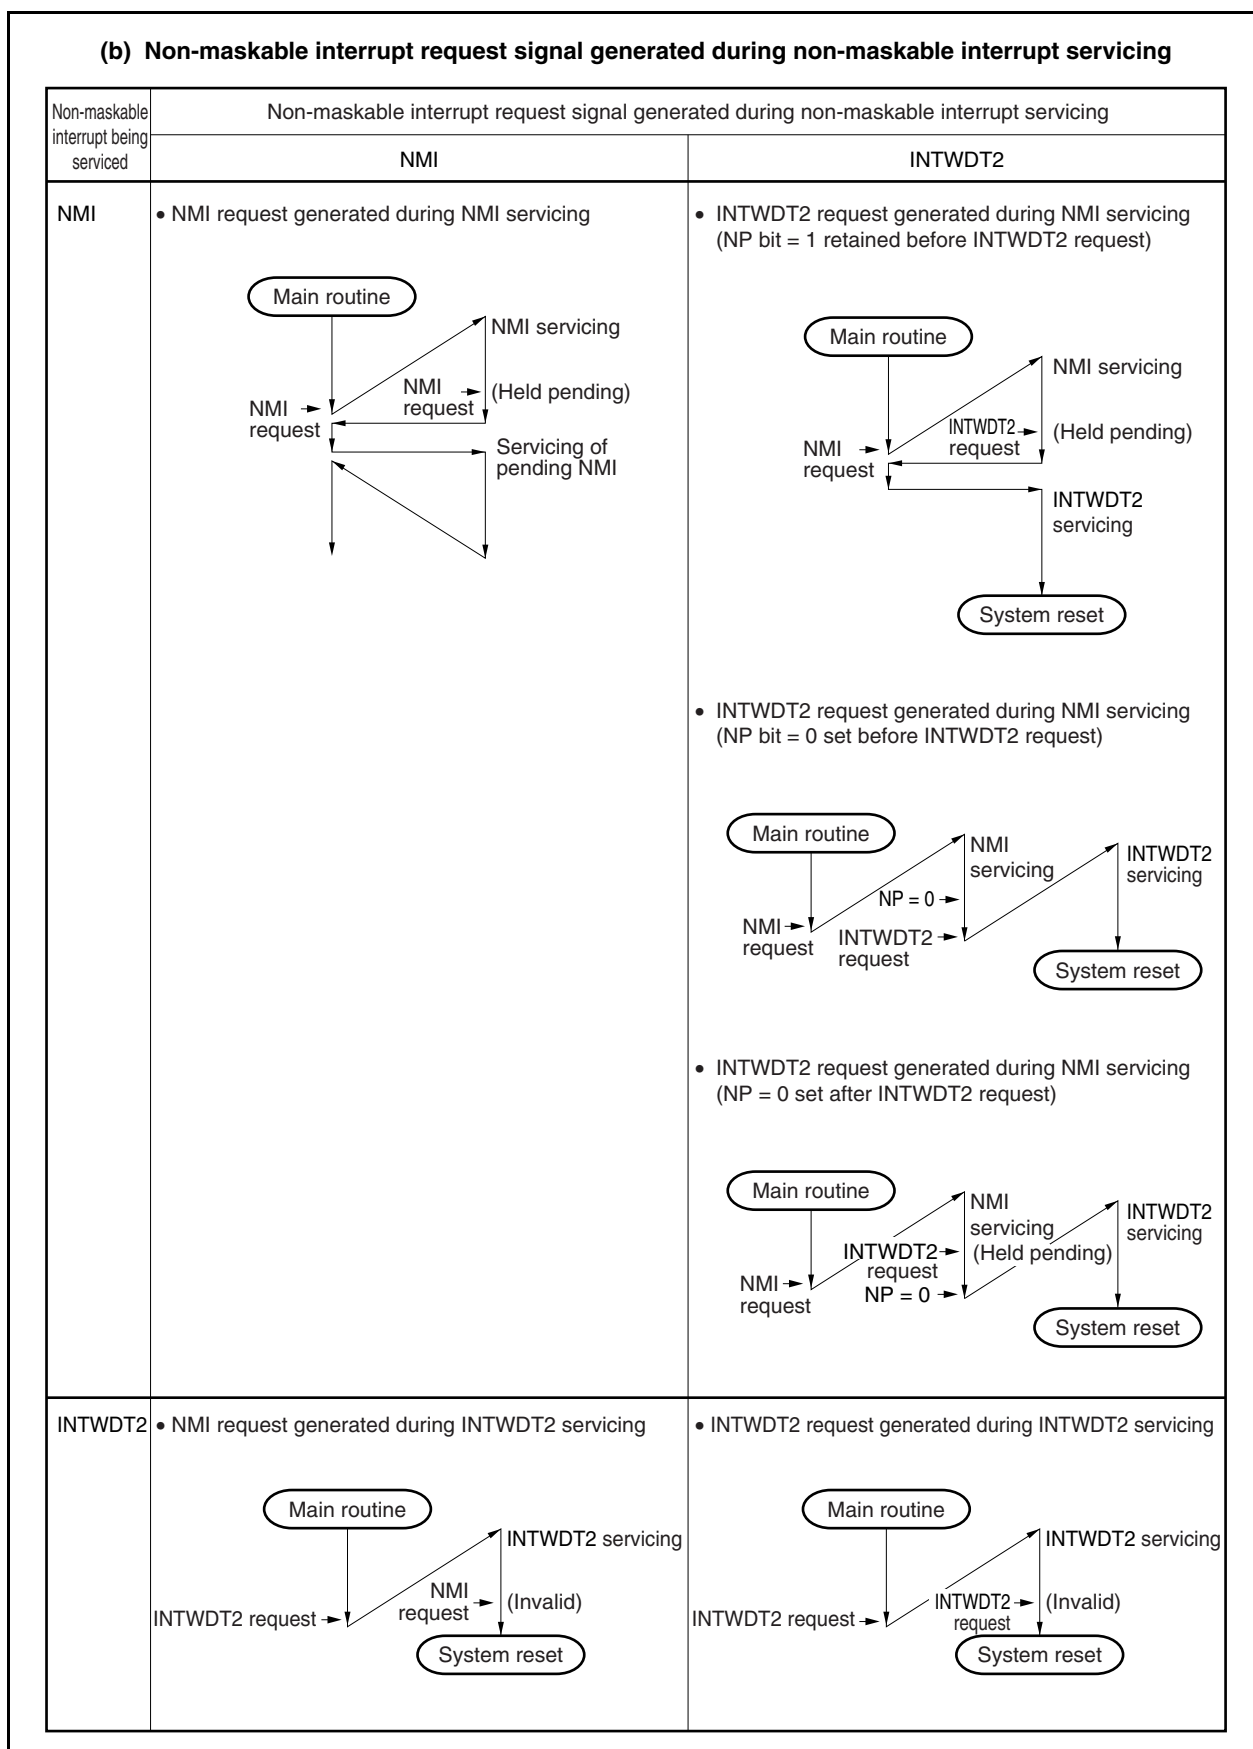 (b) Non-maskable interrupt request signal generated during non-maskable interrupt servicing
Non-maskable
interrupt being
serviced
Non-maskable interrupt request signal generated during non-maskable interrupt servicing
NMI
INTWDT2
NMI
• NMI request generated during NMI servicing
Main routine
NMI servicing
NMI
request
(Held pending)
NMI
request
Servicing of
pending NMI
• INTWDT2 request generated during NMI servicing
(NP bit = 1 retained before INTWDT2 request)
Main routine
NMI servicing
INTWDT2
request
(Held pending)
NMI
request
INTWDT2
servicing
System reset
• INTWDT2 request generated during NMI servicing
(NP bit = 0 set before INTWDT2 request)
Main routine
NMI
servicing
INTWDT2
servicing
NP = 0
NMI
request
INTWDT2
request
System reset
• INTWDT2 request generated during NMI servicing
(NP = 0 set after INTWDT2 request)
Main routine
NMI
servicing
(Held pending)
INTWDT2
servicing
INTWDT2
request
NMI
request
NP = 0
System reset
INTWDT2
• NMI request generated during INTWDT2 servicing
Main routine
INTWDT2 servicing
NMI
request
(Invalid)
INTWDT2 request
System reset
• INTWDT2 request generated during INTWDT2 servicing
Main routine
INTWDT2 servicing
INTWDT2
request
(Invalid)
INTWDT2 request
System reset